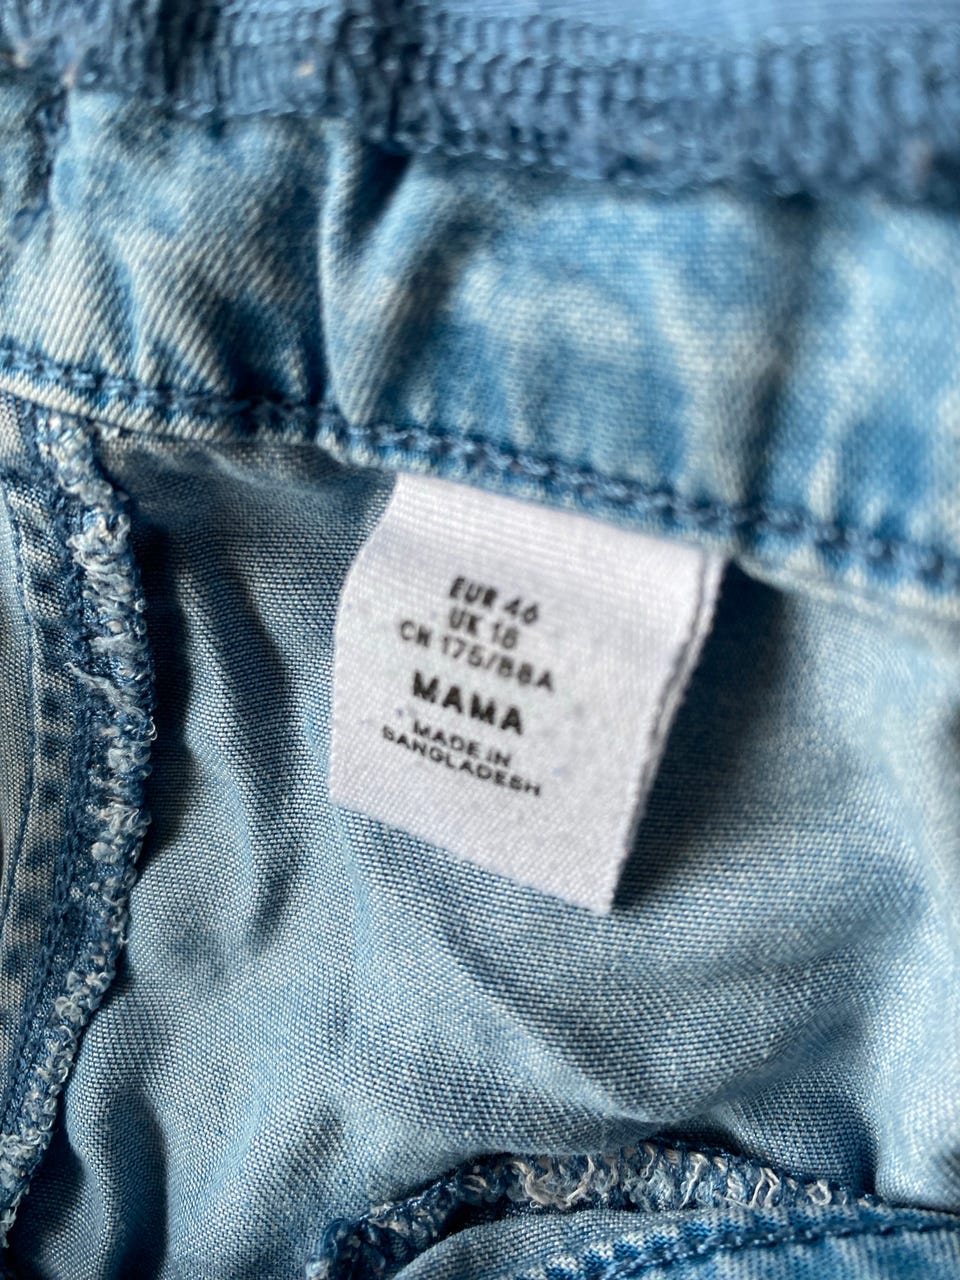 EUR 46
UK 18
CN 175/88A
MAMA
MADE IN
BANGLADESH